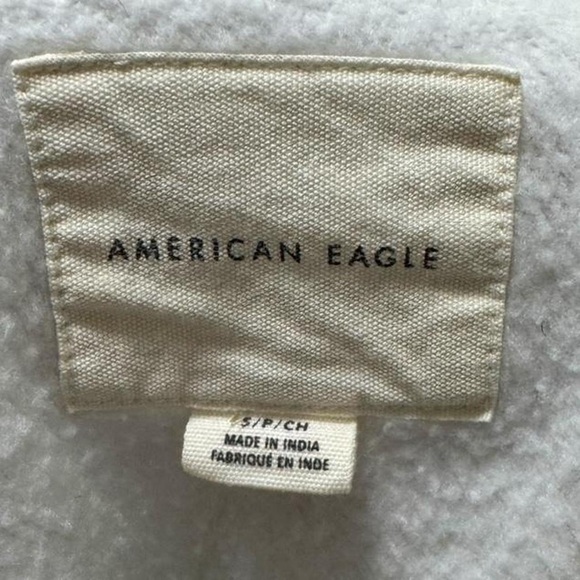 AMERICAN EAGLE
S/P/CH
MADE IN INDIA
FABRIQUÉ EN INDE